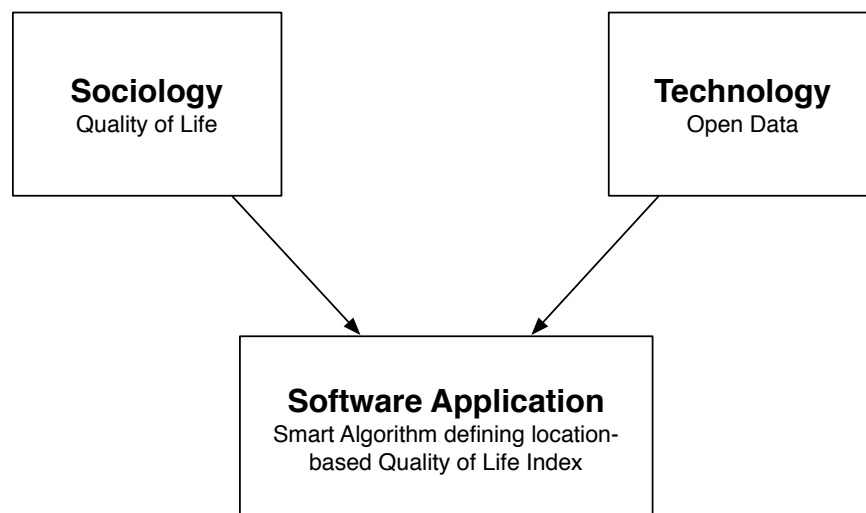 Sociology
Quality of Life
Technology
Open Data
Software Application
Smart Algorithm defining location-
based Quality of Life Index